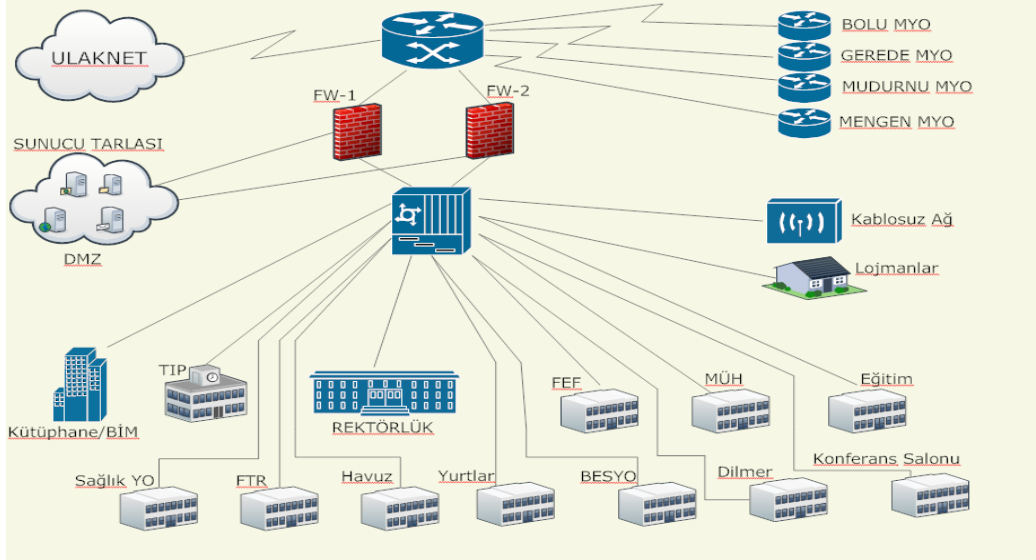 ULAKNET
BOLU MYO
GEREDE MYO
MUDURNU MYO
MENGEN MYO
FW-1
FW-2
SUNUCU TARLASI
DMZ
Kablosuz Ağ
Lojmanlar
Kütüphane/BİM
TIP
REKTÖRLÜK
FEF
MÜH
Eğitim
Sağlık YO
FTR
Havuz
Yurtlar
BESYO
Dilmer
Konferans Salonu